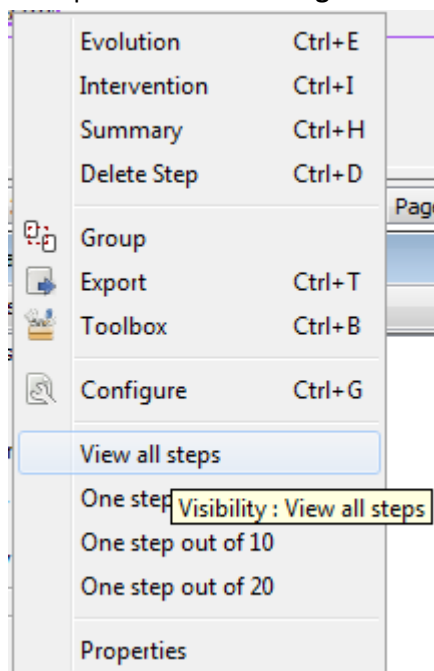 Evolution Ctrl+E
Intervention Ctrl+I
Summary Ctrl+H
Delete Step Ctrl+D
Page
Group
Export Ctrl+T
Toolbox Ctrl+B
Configure Ctrl+G
View all steps
One step
Visibility : View all steps
One step out of 10
One step out of 20
Properties